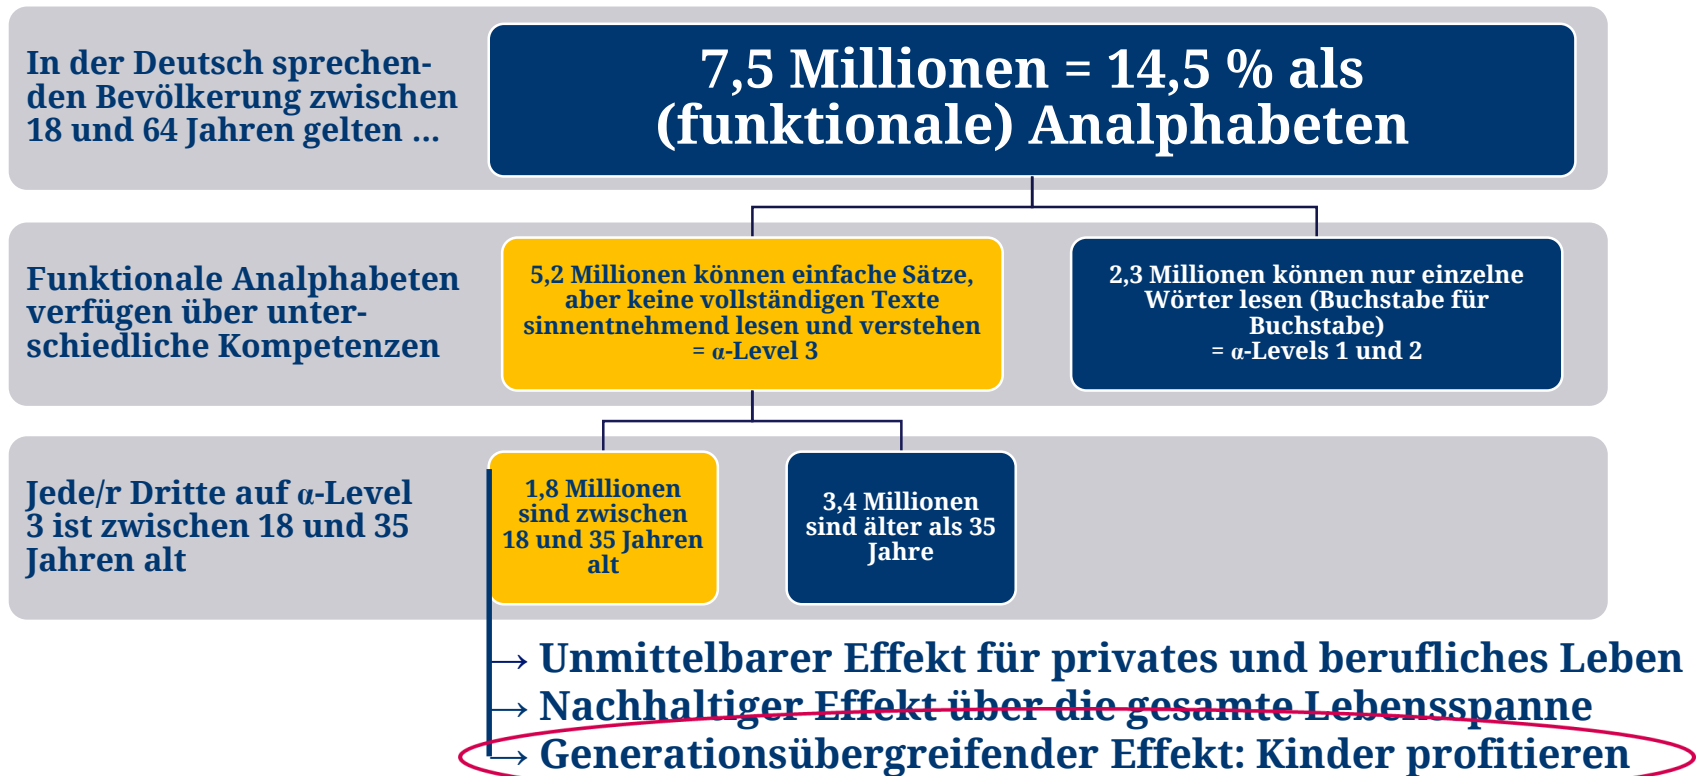 In der Deutsch sprechen-
den Bevölkerung zwischen
18 und 64 Jahren gelten ...
7,5 Millionen = 14,5 % als
(funktionale) Analphabeten
Funktionale Analphabeten
verfügen über unter-
schiedliche Kompetenzen
5,2 Millionen können einfache Sätze,
aber keine vollständigen Texte
sinnentnehmend lesen und verstehen
= α-Level 3
2,3 Millionen können nur einzelne
Wörter lesen (Buchstabe für
Buchstabe)
= α-Levels 1 und 2
Jede/r Dritte auf α-Level
3 ist zwischen 18 und 35
Jahren alt
1,8 Millionen
sind zwischen
18 und 35 Jahren
alt
3,4 Millionen
sind älter als 35
Jahre
→ Unmittelbarer Effekt für privates und berufliches Leben
→ Nachhaltiger Effekt über die gesamte Lebensspanne
→ Generationsübergreifender Effekt: Kinder profitieren